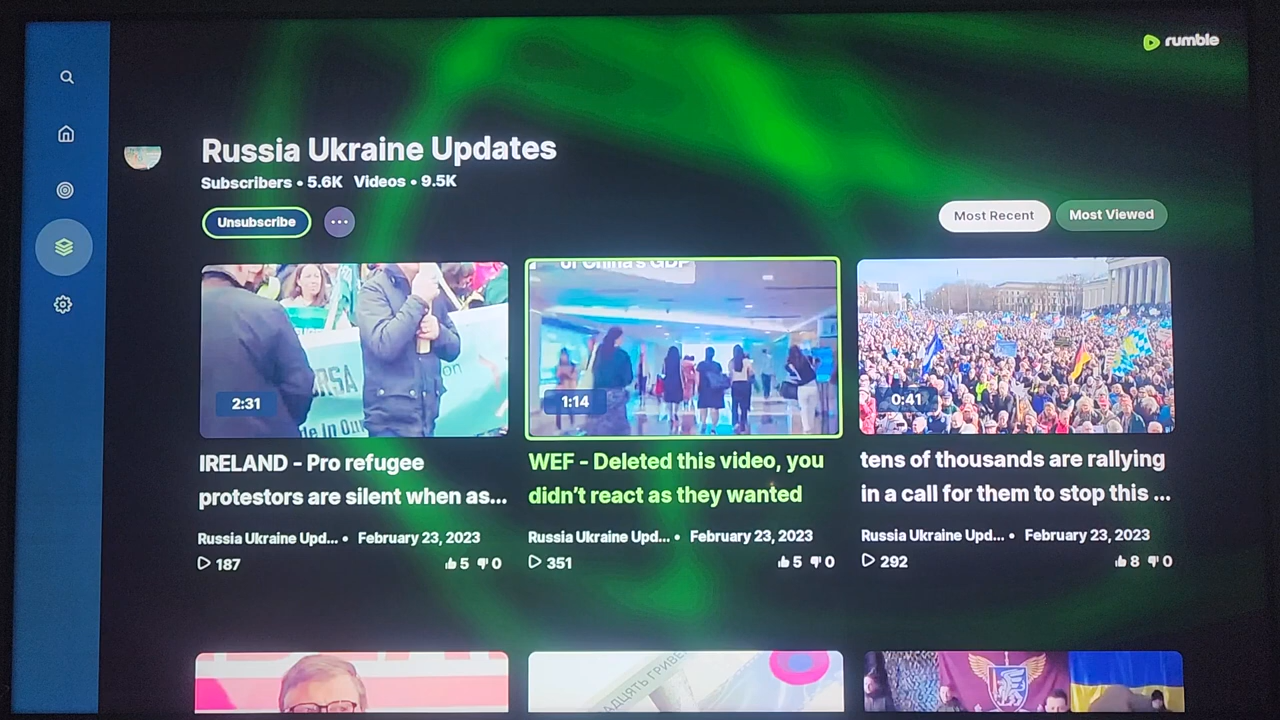 rumble
Russia Ukraine Updates
Subscribers • 5.6K Videos • 9.5K
Unsubscribe
Most Recent
Most Viewed
of China's GDP
2:31
1:14
0:41
IRELAND - Pro refugee
protestors are silent when as...
WEF - Deleted this video, you
didn't react as they wanted
tens of thousands are rallying
in a call for them to stop this ...
Russia Ukraine Upd... • February 23, 2023
187 5 0
Russia Ukraine Upd... • February 23, 2023
351 5 0
Russia Ukraine Upd... • February 23, 2023
292 8 0